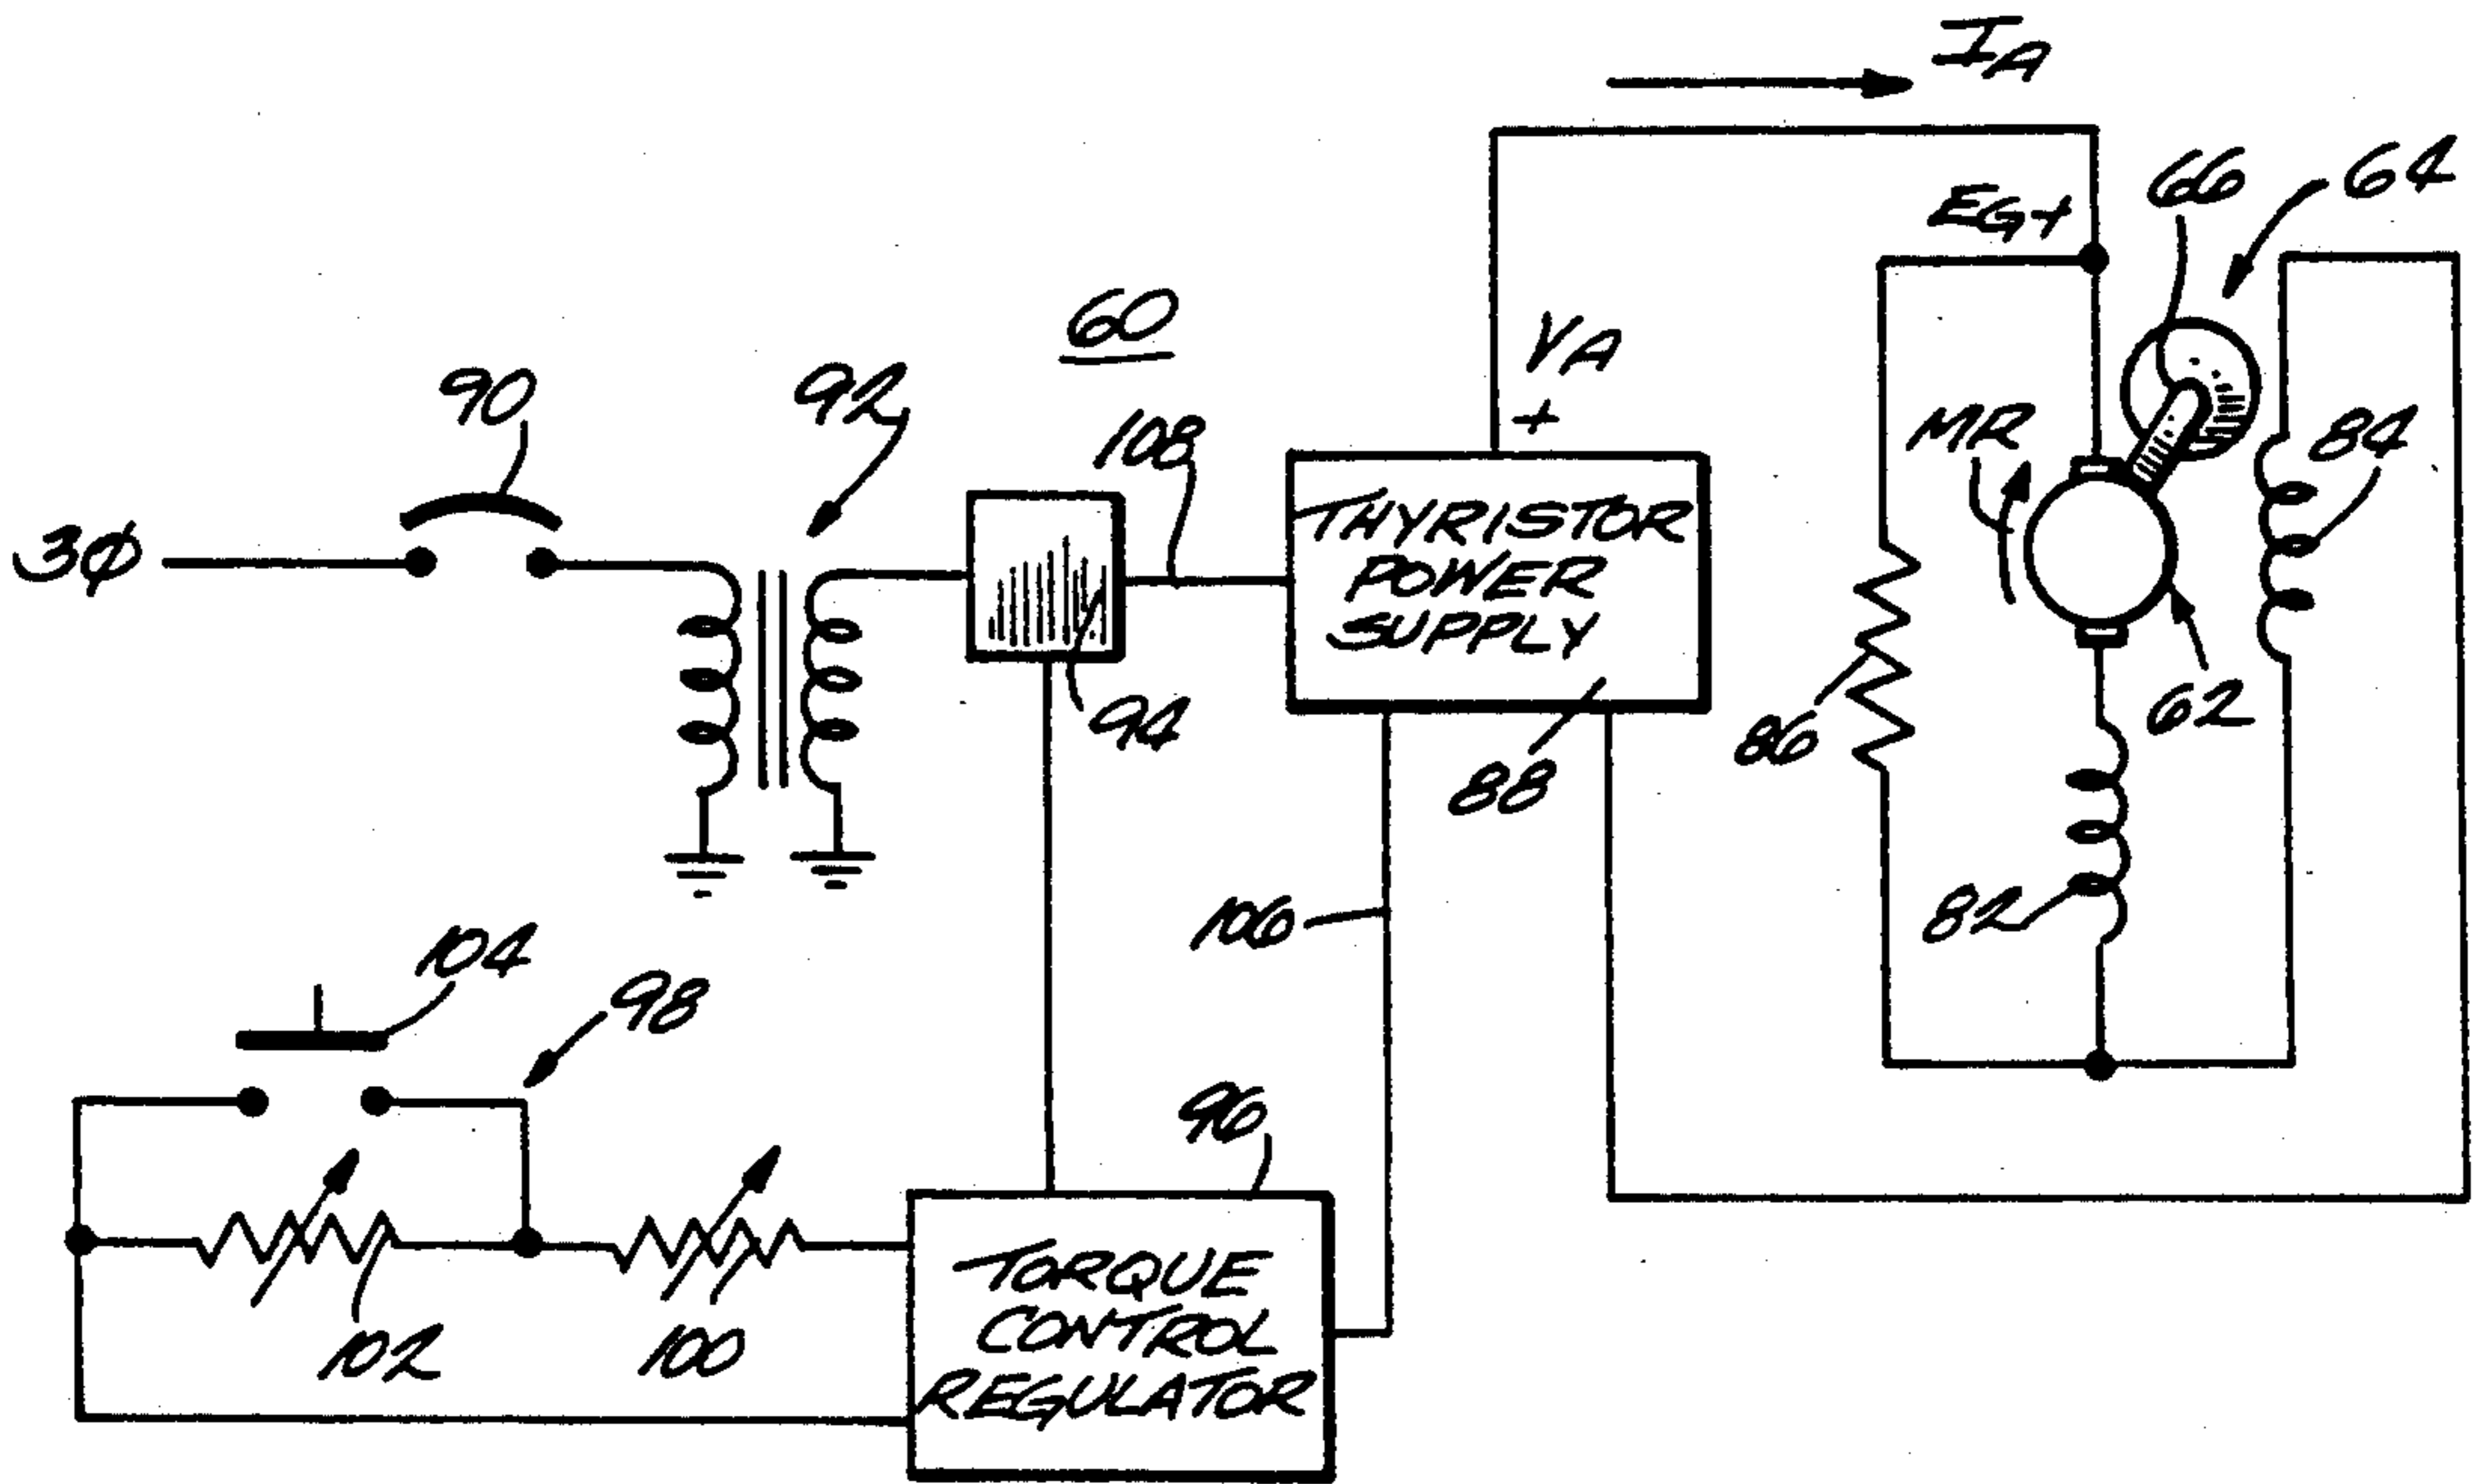 IA
66
64
EG+
60
VA
+
90
92
108
MR
84
3φ
THYRISTOR
POWER
SUPPLY
94
86
88
62
82
106
104
98
96
102
100
TORQUE
CONTROL
REGULATOR